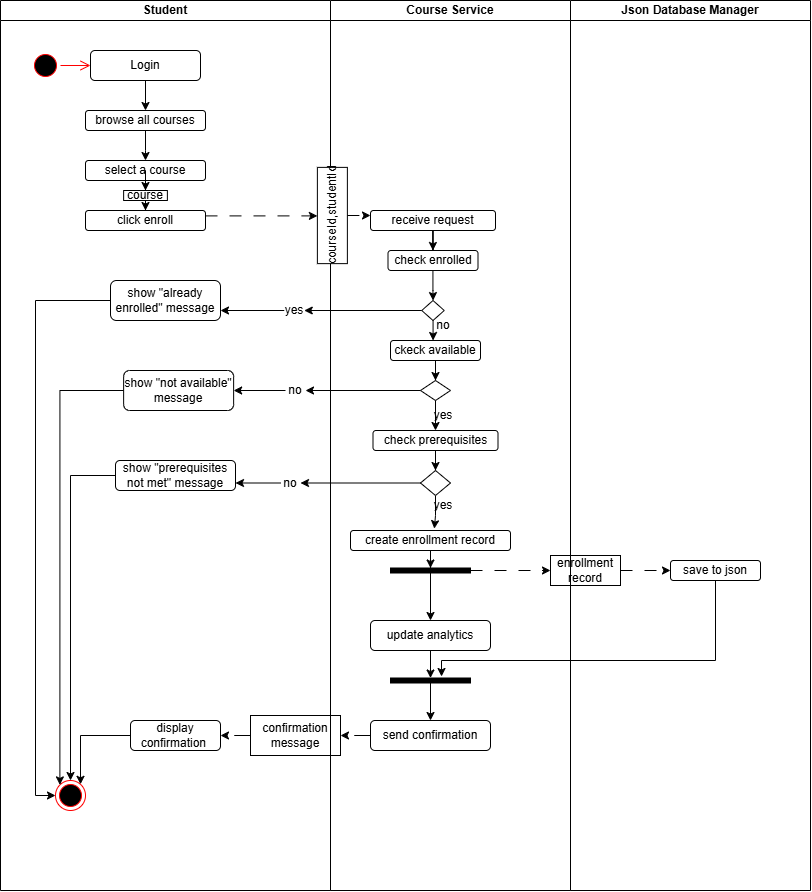 Student
Course Service
Json Database Manager
Login
browse all courses
select a course
course
click enroll
courseId,studentId
receive request
check enrolled
show "already
enrolled" message
yes
no
ckeck available
show "not available"
message
no
yes
check prerequisites
show "prerequisites
not met" message
no
yes
create enrollment record
enrollment
record
save to json
update analytics
display
confirmation
confirmation
message
send confirmation